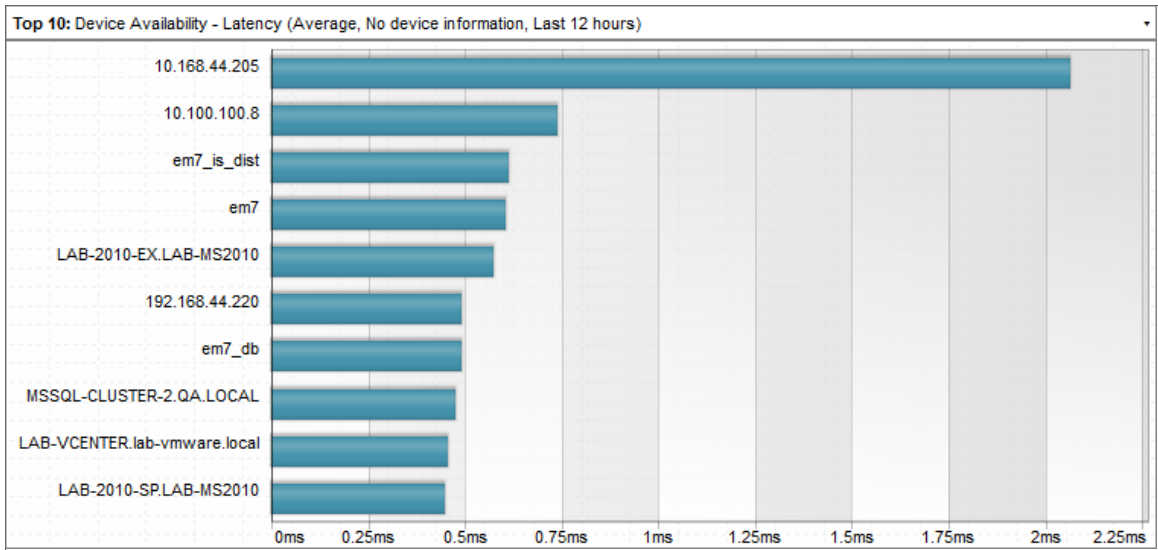 Top 10: Device Availability - Latency (Average, No device information, Last 12 hours)
10.168.44.205
10.100.100.8
em7_is_dist
em7
LAB-2010-EX.LAB-MS2010
192.168.44.220
em7_db
MSSQL-CLUSTER-2.QA.LOCAL
LAB-VCENTER.lab-vmware.local
LAB-2010-SP.LAB-MS2010
0ms 0.25ms 0.5ms 0.75ms 1ms 1.25ms 1.5ms 1.75ms 2ms 2.25ms